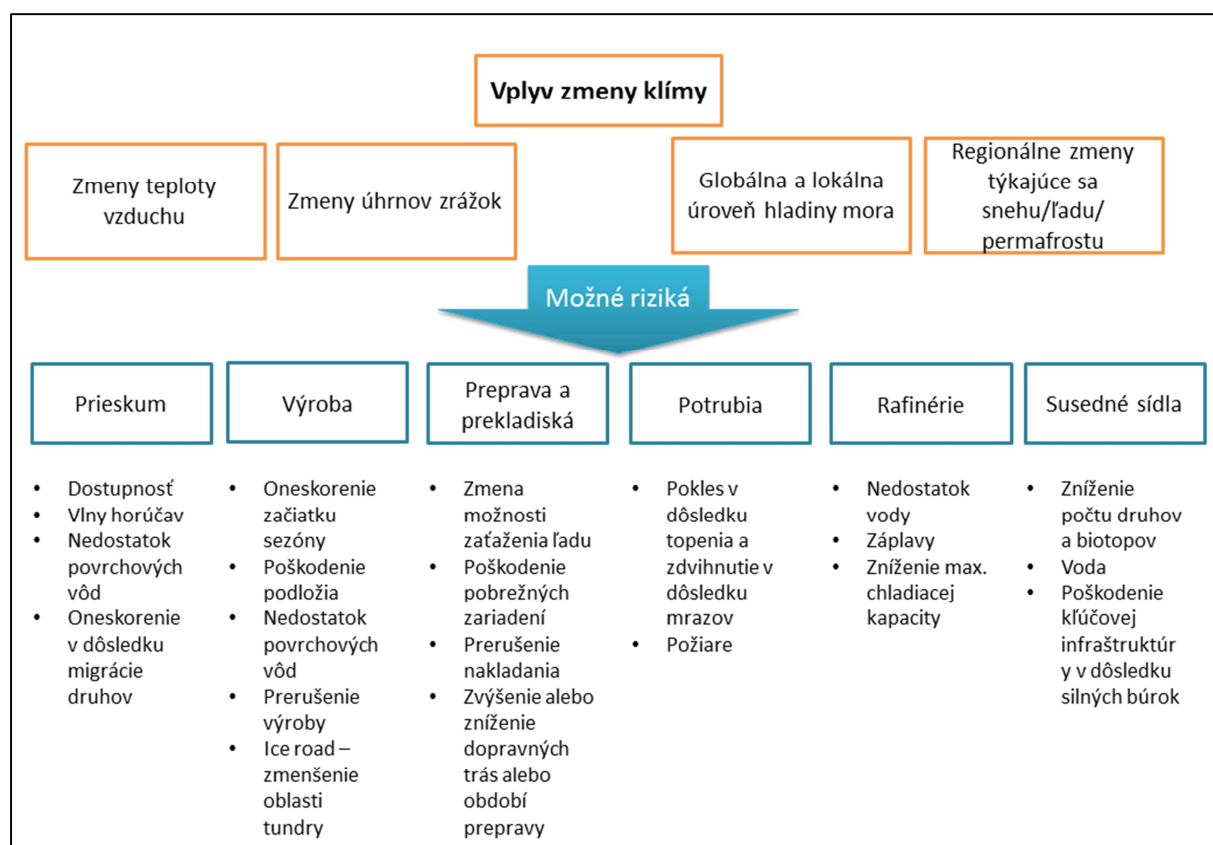 Vplyv zmeny klímy
Zmeny teploty
vzduchu
Zmeny úhrnov zrážok
Globálna a lokálna
úroveň hladiny mora
Regionálne zmeny
týkajúce sa
snehu/ľadu/
permafrostu
Možné riziká
Prieskum
Výroba
Preprava a
prekladiská
Potrubia
Rafinérie
Susedné sídla
• Dostupnosť
• Vlny horúčav
• Nedostatok
povrchových
vôd
• Oneskorenie
v dôsledku
migrácie
druhov
• Oneskorenie
začiatku
sezóny
• Poškodenie
podložia
• Nedostatok
povrchových
vôd
• Prerušenie
výroby
• Ice road –
zmenšenie
oblasti
tundry
• Zmena
možnosti
zaťaženia ľadu
• Poškodenie
pobrežných
zariadení
• Prerušenie
nakladania
• Zvýšenie alebo
zníženie
dopravných
trás alebo
období
prepravy
• Pokles v
dôsledku
topenia a
zdvihnutie v
dôsledku
mrazov
• Požiare
• Nedostatok
vody
• Záplavy
• Zníženie max.
chladiacej
kapacity
• Zníženie
počtu druhov
a biotopov
• Voda
• Poškodenie
kľúčovej
infraštruktúr
y v dôsledku
silných búrok